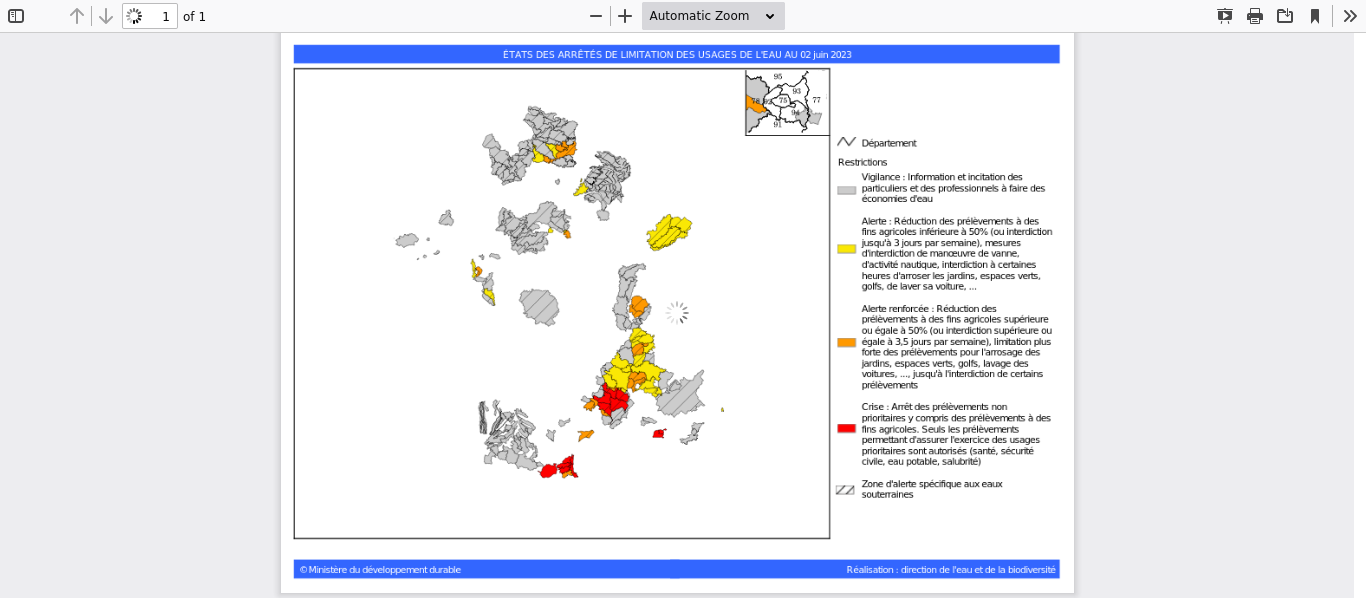 1 of 1
Automatic Zoom
ÉTATS DES ARRÊTÉS DE LIMITATION DES USAGES DE L'EAU AU 02 juin 2023
95
93
78 92 75 77
94
91
Département
Restrictions
Vigilance : Information et incitation des
particuliers et des professionnels à faire des
économies d'eau
Alerte : Réduction des prélèvements à des
fins agricoles inférieure à 50% (ou interdiction
jusqu'à 3 jours par semaine), mesures
d'interdiction de manœuvre de vanne,
d'activité nautique, interdiction à certaines
heures d'arroser les jardins, espaces verts,
golfs, de laver sa voiture, ...
Alerte renforcée : Réduction des
prélèvements à des fins agricoles supérieure
ou égale à 50% (ou interdiction supérieure ou
égale à 3,5 jours par semaine), limitation plus
forte des prélèvements pour l'arrosage des
jardins, espaces verts, golfs, lavage des
voitures, ..., jusqu'à l'interdiction de certains
prélèvements
Crise : Arrêt des prélèvements non
prioritaires y compris des prélèvements à des
fins agricoles. Seuls les prélèvements
permettant d'assurer l'exercice des usages
prioritaires sont autorisés (santé, sécurité
civile, eau potable, salubrité)
Zone d'alerte spécifique aux eaux
souterraines
©Ministère du développement durable
Réalisation : direction de l'eau et de la biodiversité